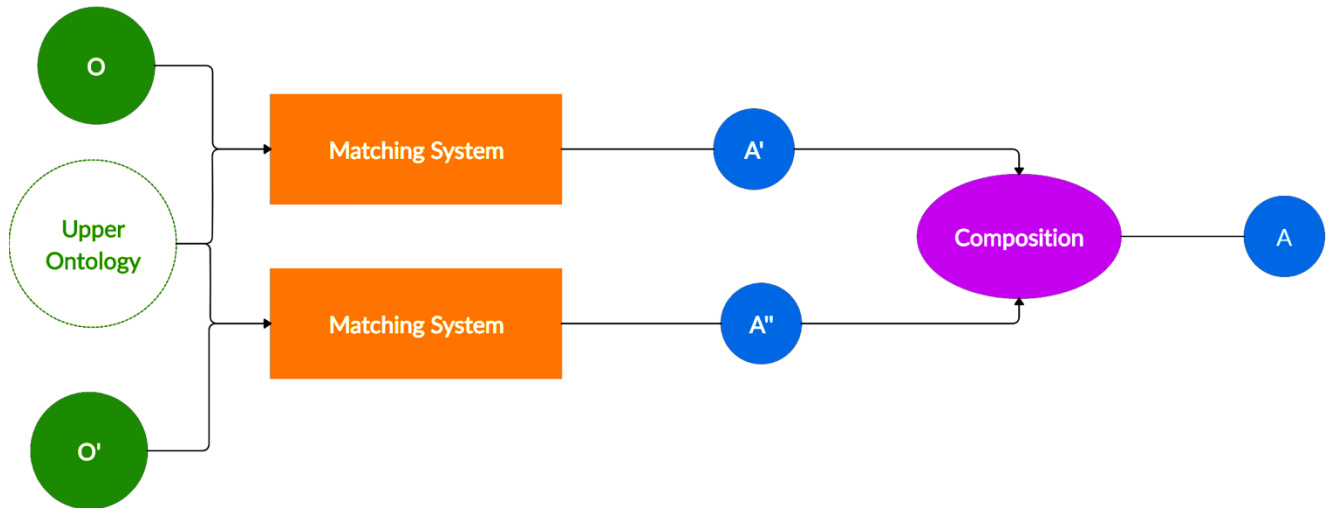 O
Matching System
A'
Upper
Ontology
Composition
A
Matching System
A"
O'